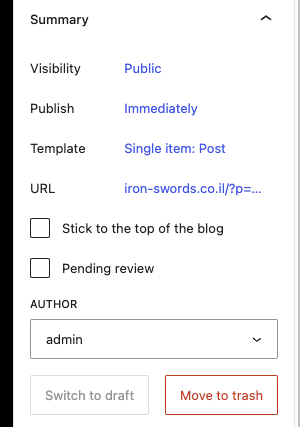 Summary
Visibility Public
Publish Immediately
Template Single item: Post
URL iron-swords.co.il/?p=...
Stick to the top of the blog
Pending review
AUTHOR
admin
Switch to draft Move to trash